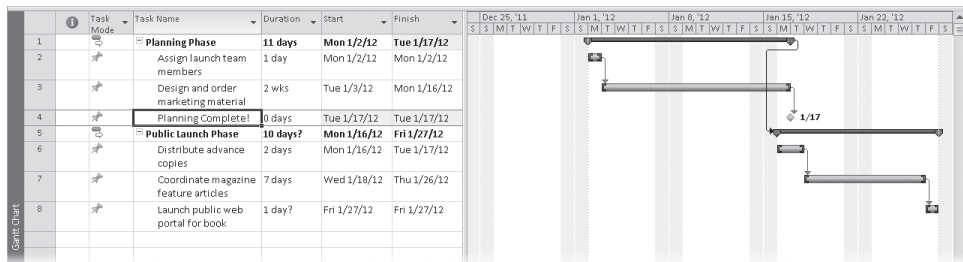 Task Mode Task Name Duration Start Finish Dec 25, '11 Jan 1, '12 Jan 8, '12 Jan 15, '12 Jan 22, '12
S S M T W T F S S M T W T F S S M T W T F S S M T W T F S S M T W T F S
1 Planning Phase 11 days Mon 1/2/12 Tue 1/17/12
2 Assign launch team members 1 day Mon 1/2/12 Mon 1/2/12
3 Design and order marketing material 2 wks Tue 1/3/12 Mon 1/16/12
4 Planning Complete! 0 days Tue 1/17/12 Tue 1/17/12 1/17
5 Public Launch Phase 10 days? Mon 1/16/12 Fri 1/27/12
6 Distribute advance copies 2 days Mon 1/16/12 Tue 1/17/12
7 Coordinate magazine feature articles 7 days Wed 1/18/12 Thu 1/26/12
8 Launch public web portal for book 1 day? Fri 1/27/12 Fri 1/27/12
Gantt Chart